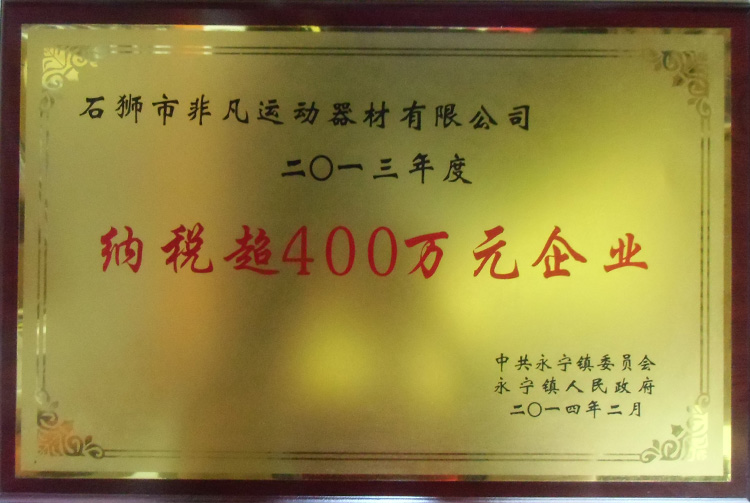 石狮市非凡运动器材有限公司
二〇一三年度
纳税超400万元企业
中共永宁镇委员会
永宁镇人民政府
二〇一四年二月